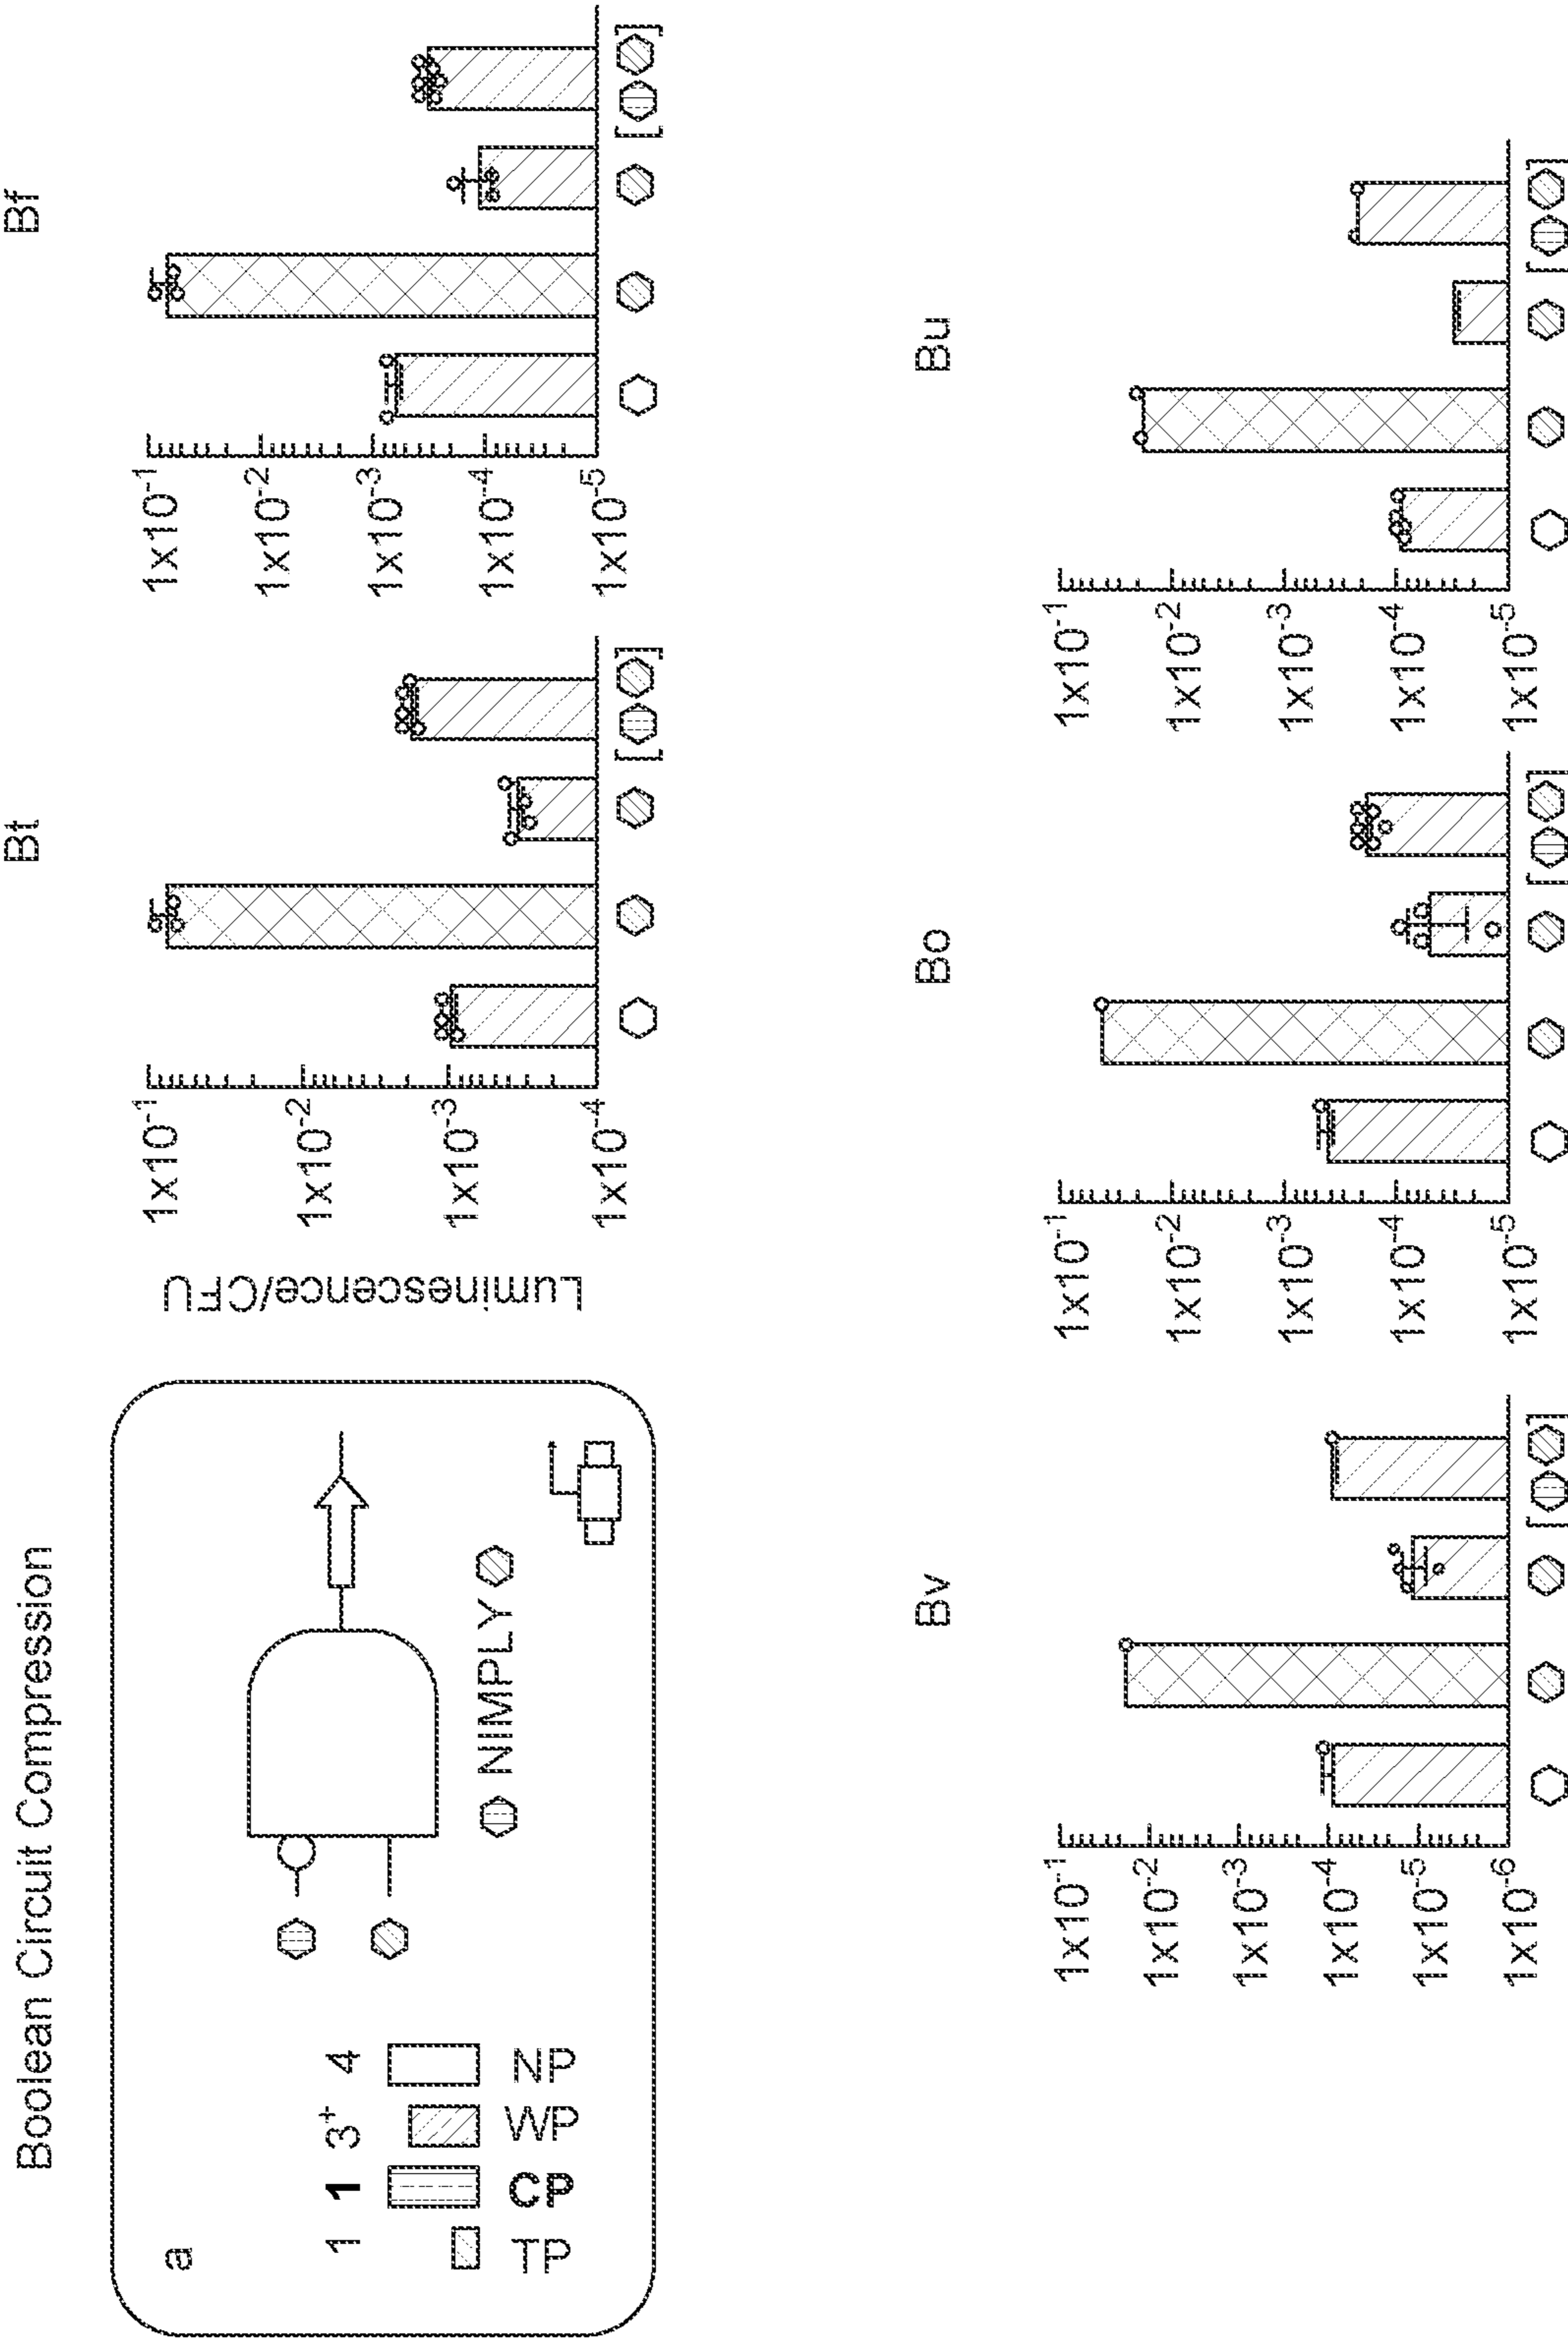 Boolean Circuit Compression
a
1 1 3⁺ 4
TP CP WP NP
NIMPLY
Luminescence/CFU
Bt
1x10⁻¹
1x10⁻²
1x10⁻³
1x10⁻⁴
[ ]
Bf
1x10⁻¹
1x10⁻²
1x10⁻³
1x10⁻⁴
1x10⁻⁵
[ ]
Bv
1x10⁻¹
1x10⁻²
1x10⁻³
1x10⁻⁴
1x10⁻⁵
1x10⁻⁶
[ ]
Bo
1x10⁻¹
1x10⁻²
1x10⁻³
1x10⁻⁴
1x10⁻⁵
[ ]
Bu
1x10⁻¹
1x10⁻²
1x10⁻³
1x10⁻⁴
1x10⁻⁵
[ ]